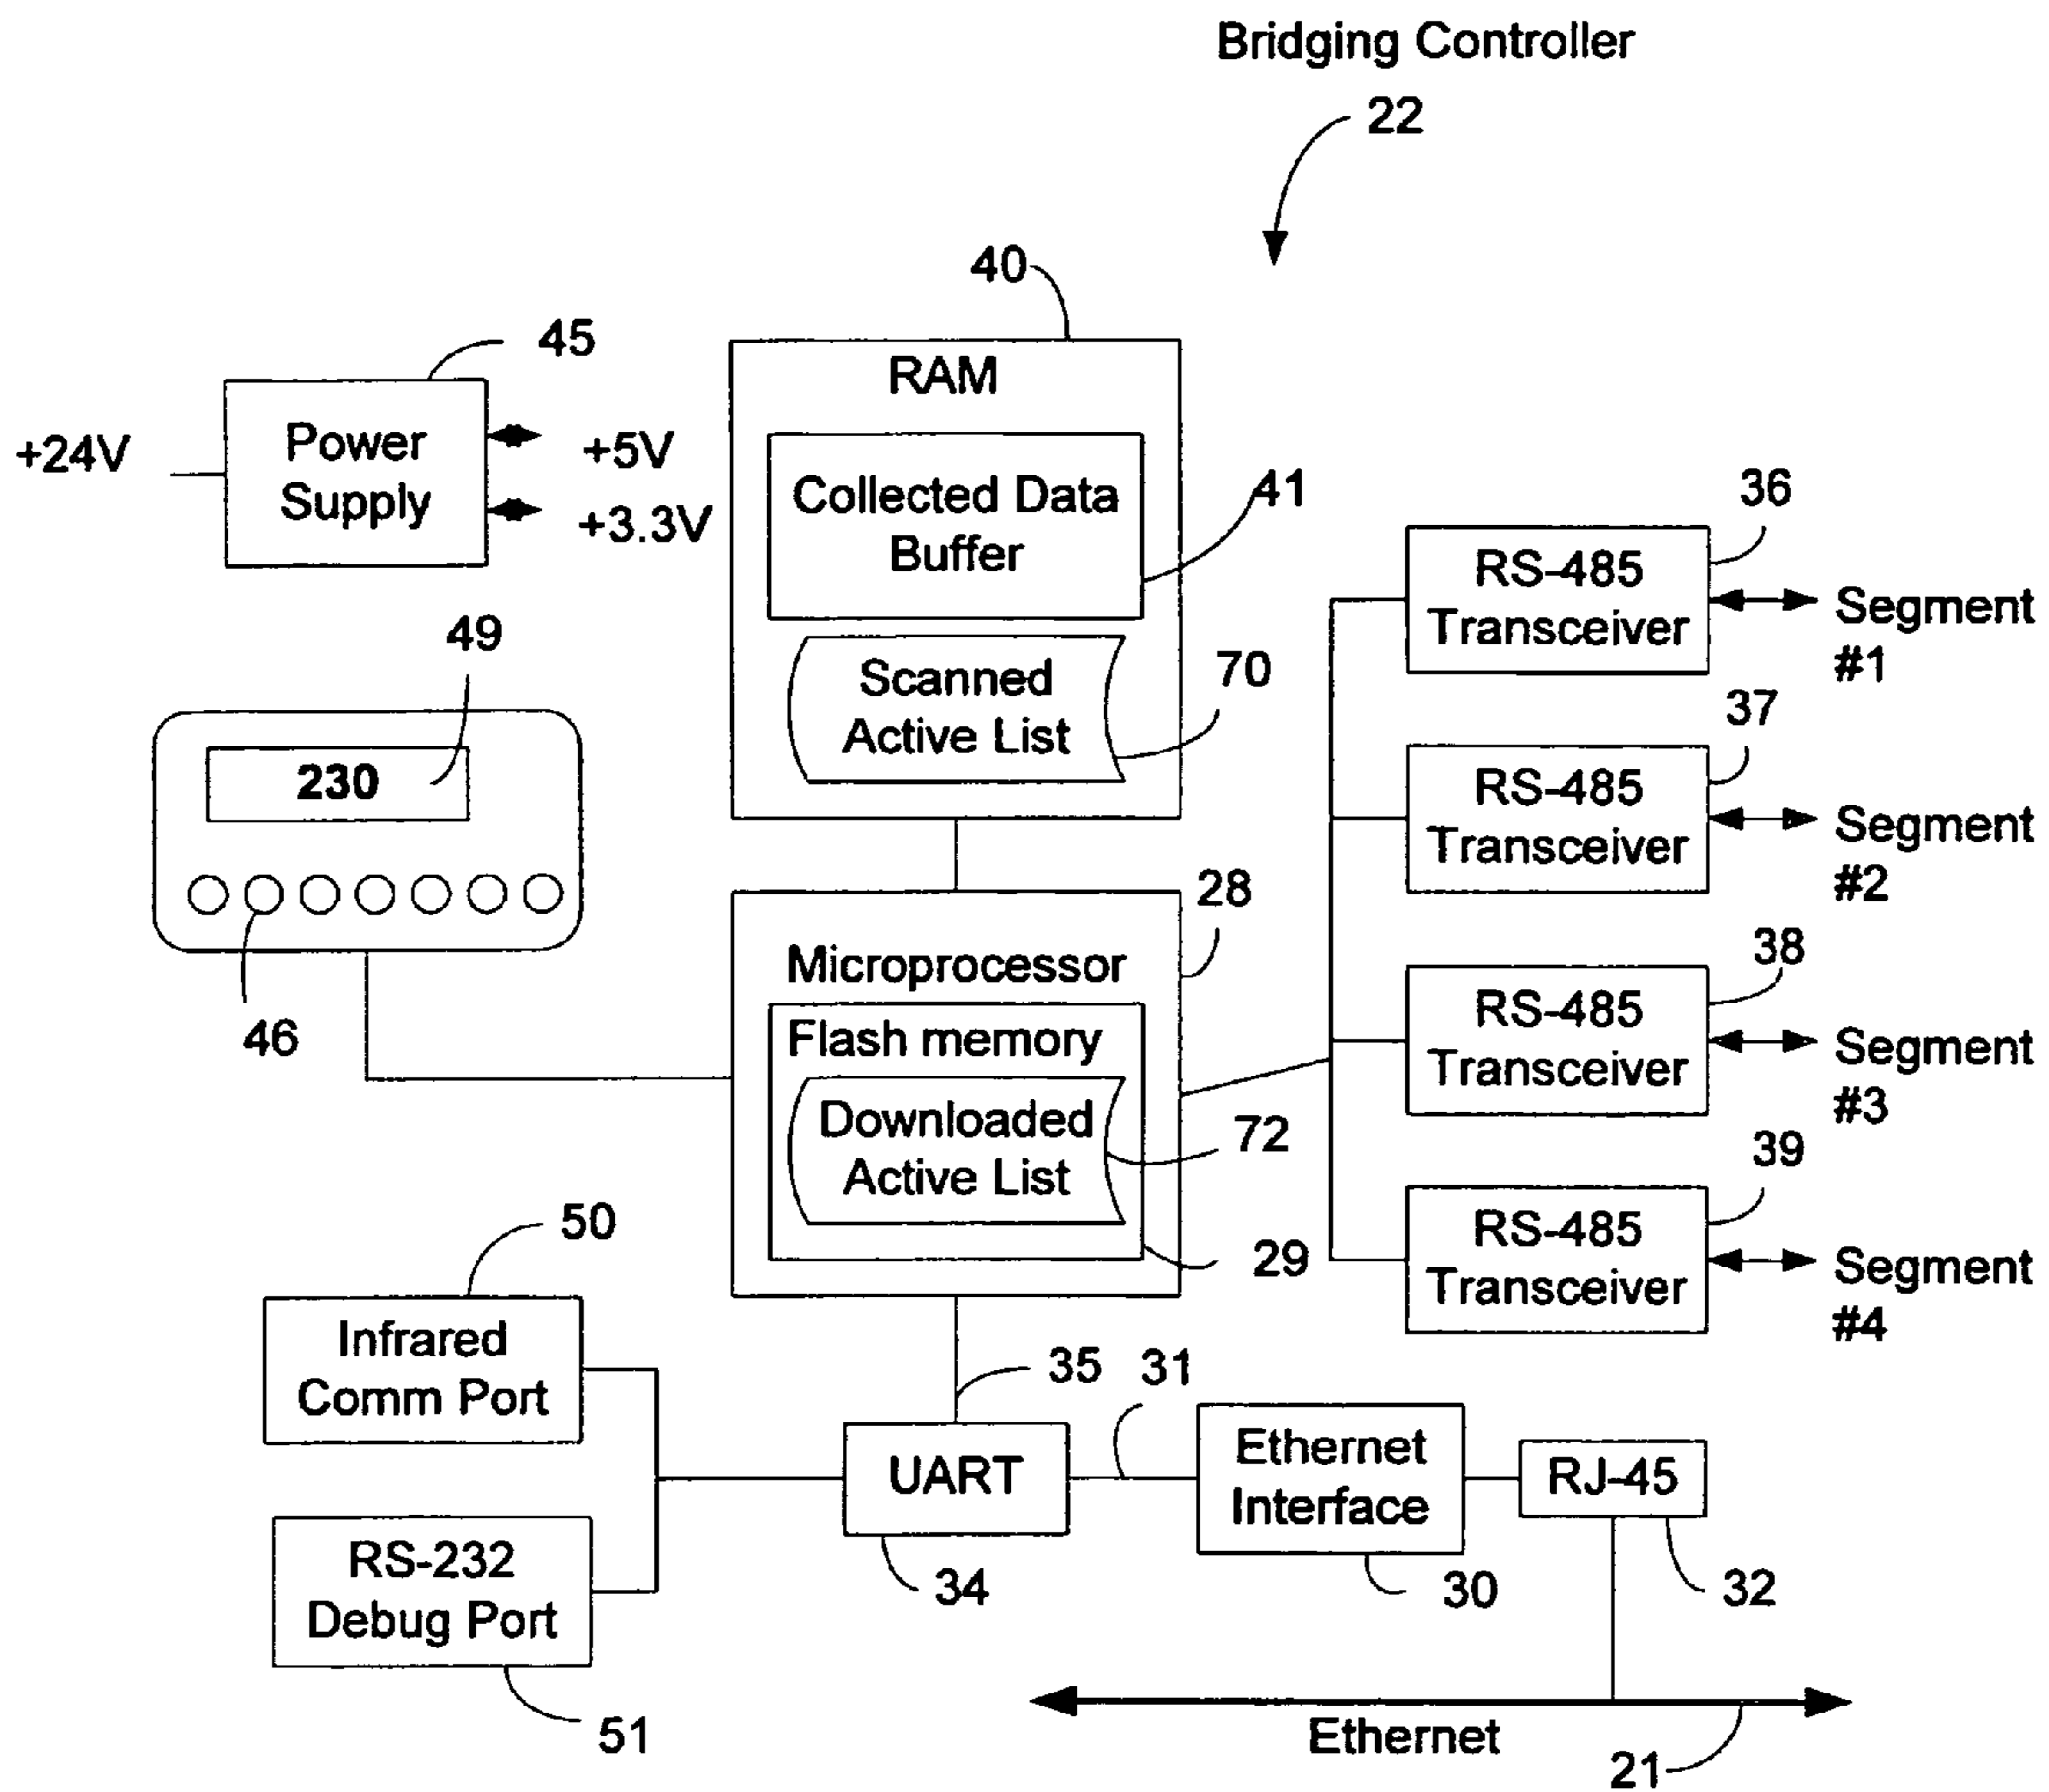 Bridging Controller
22
40
45
RAM
+24V
Power
Supply
+5V
+3.3V
Collected Data
Buffer
41
36
RS-485
Transceiver
Segment
#1
49
230
Scanned
Active List
70
37
RS-485
Transceiver
Segment
#2
46
28
Microprocessor
Flash memory
Downloaded
Active List
72
29
38
RS-485
Transceiver
Segment
#3
39
RS-485
Transceiver
Segment
#4
50
Infrared
Comm Port
35
31
UART
34
Ethernet
Interface
30
RJ-45
32
RS-232
Debug Port
51
Ethernet
21